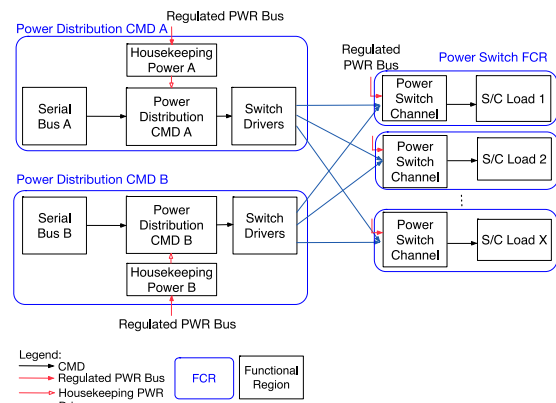 Regulated PWR Bus
Power Distribution CMD A
Housekeeping
Power A
Serial
Bus A
Power
Distribution
CMD A
Switch
Drivers
Regulated
PWR Bus
Power Switch FCR
Power
Switch
Channel
S/C Load 1
Power
Switch
Channel
S/C Load 2
Power
Switch
Channel
S/C Load X
Power Distribution CMD B
Serial
Bus B
Power
Distribution
CMD B
Switch
Drivers
Housekeeping
Power B
Regulated PWR Bus
Legend:
CMD
Regulated PWR Bus
Housekeeping PWR
FCR
Functional
Region